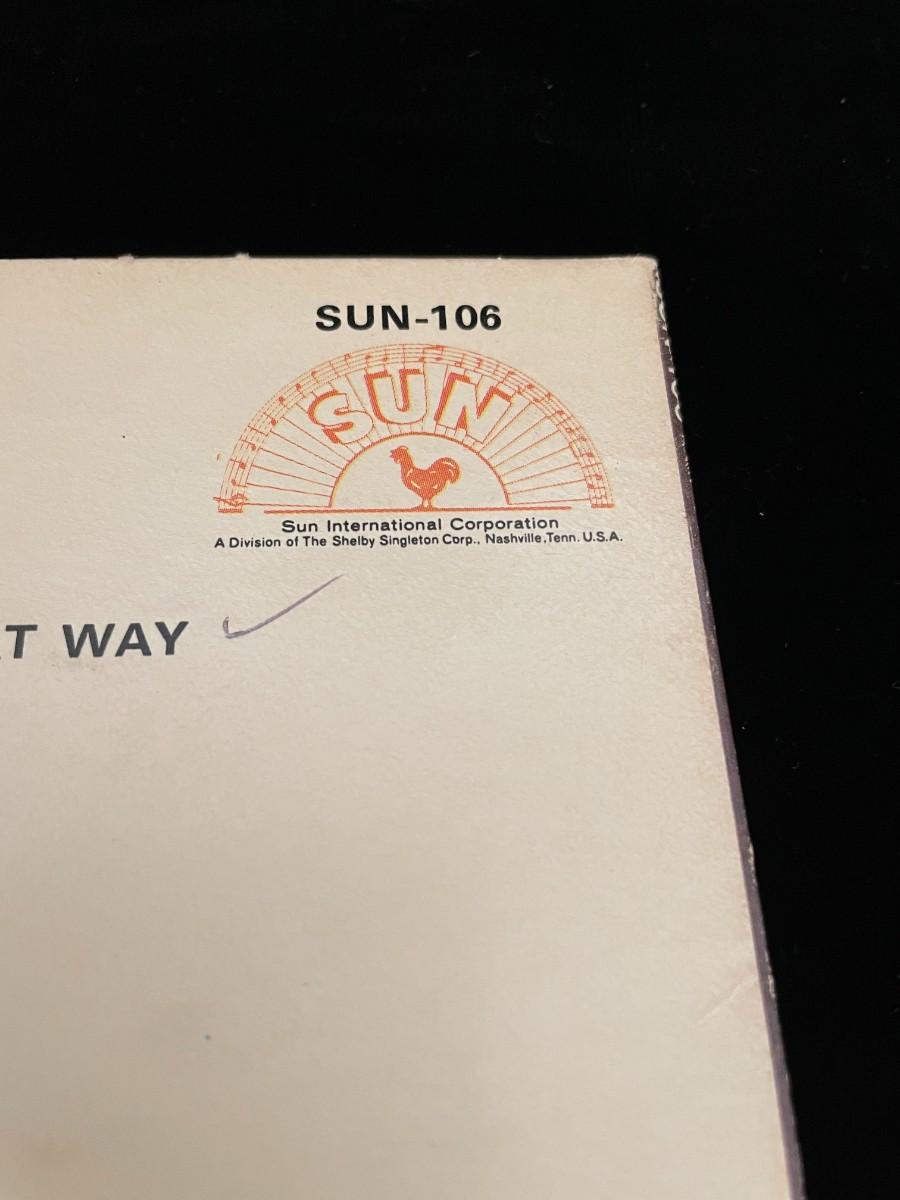 SUN-106
SUN
Sun International Corporation
A Division of The Shelby Singleton Corp., Nashville,Tenn. U.S.A.
WAY